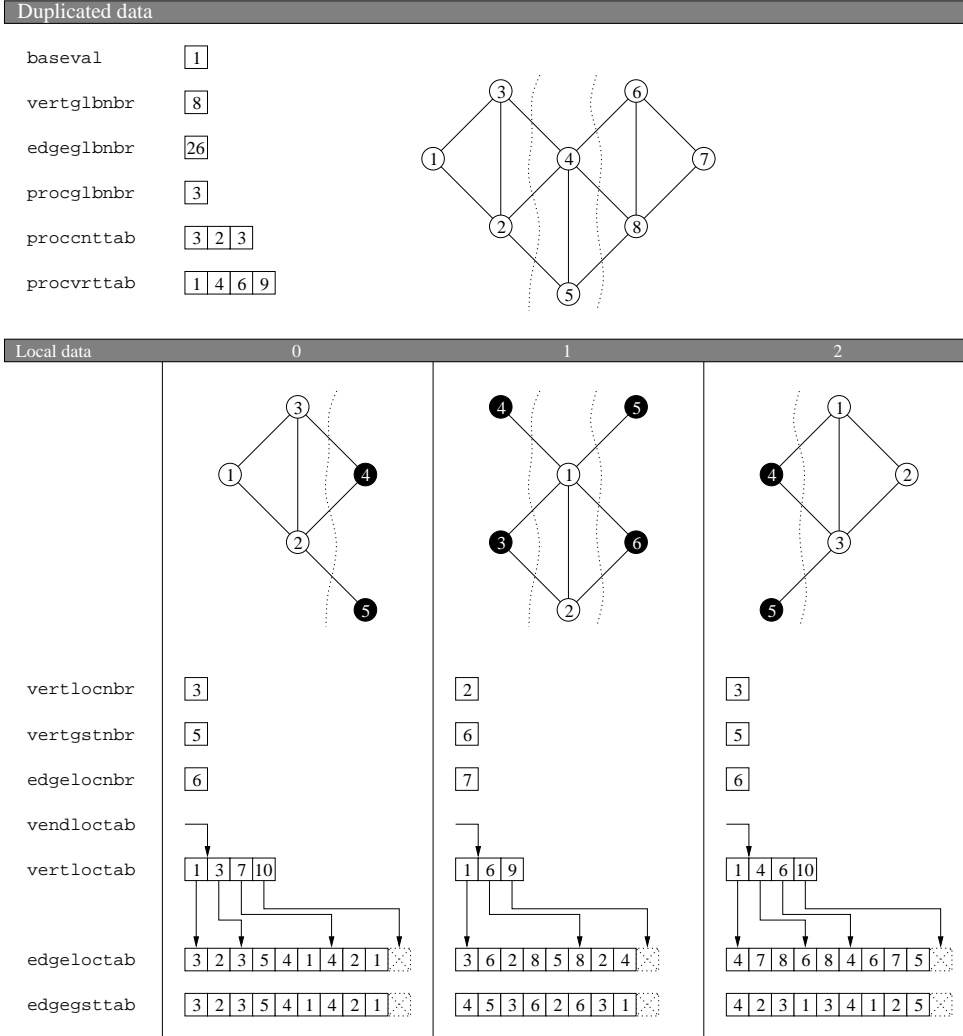 Duplicated data
baseval 1
vertglbnbr 8
edgeglbnbr 26
procglbnbr 3
proccnttab 3 2 3
procvrttab 1 4 6 9
3 6
1 4 7
2 8
5
Local data 0 1 2
3 4 5 1
1 4 1 4 2
2 3 6 3
5 2 5
vertlocnbr 3 2 3
vertgstnbr 5 6 5
edgelocnbr 6 7 6
vendloctab
vertloctab 1 3 7 10 1 6 9 1 4 6 10
edgeloctab 3 2 3 5 4 1 4 2 1 3 6 2 8 5 8 2 4 4 7 8 6 8 4 6 7 5
edgegsttab 3 2 3 5 4 1 4 2 1 4 5 3 6 2 6 3 1 4 2 3 1 3 4 1 2 5